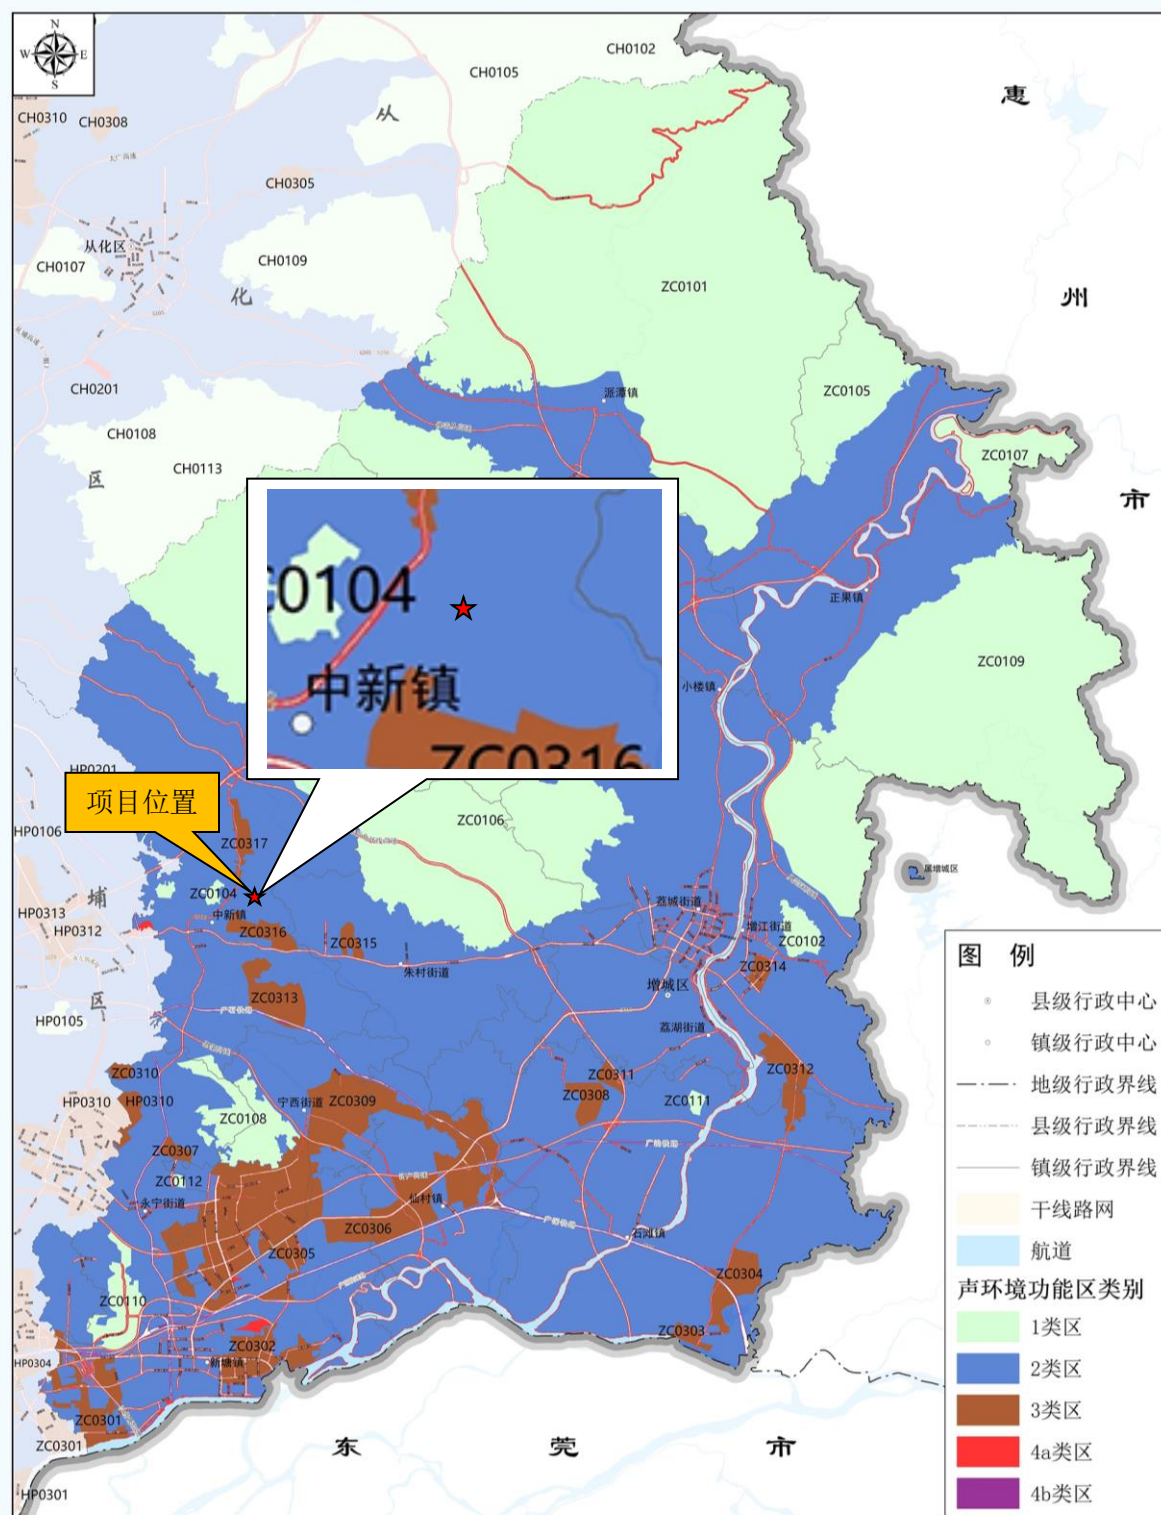 N
W E
S
CH0102
CH0105
CH0310
CH0308
从
惠
CH0305
从化区
CH0109
CH0107
化
ZC0101
州
CH0201
派潭镇
ZC0105
CH0108
CH0113
区
ZC0107
市
C0104
中新镇
ZC0316
正果镇
ZC0109
小楼镇
HP0201
项目位置
HP0106
ZC0317
ZC0106
ZC0104
埔
属增城区
HP0313
HP0312
中新镇
ZC0316
ZC0315
荔城街道
增江街道
ZC0102
朱村街道
ZC0314
ZC0313
增城区
区
HP0105
荔湖街道
ZC0310
HP0310
HP0310
ZC0311
ZC0312
ZC0308
ZC0309
宁西街道
ZC0111
ZC0108
ZC0307
ZC0112
永宁街道
仙村镇
ZC0306
石滩镇
ZC0305
ZC0304
ZC0110
ZC0303
ZC0302
新塘镇
HP0304
ZC0301
ZC0301
HP0301
东 莞 市
图 例
县级行政中心
镇级行政中心
地级行政界线
县级行政界线
镇级行政界线
干线路网
航道
声环境功能区类别
1类区
2类区
3类区
4a类区
4b类区